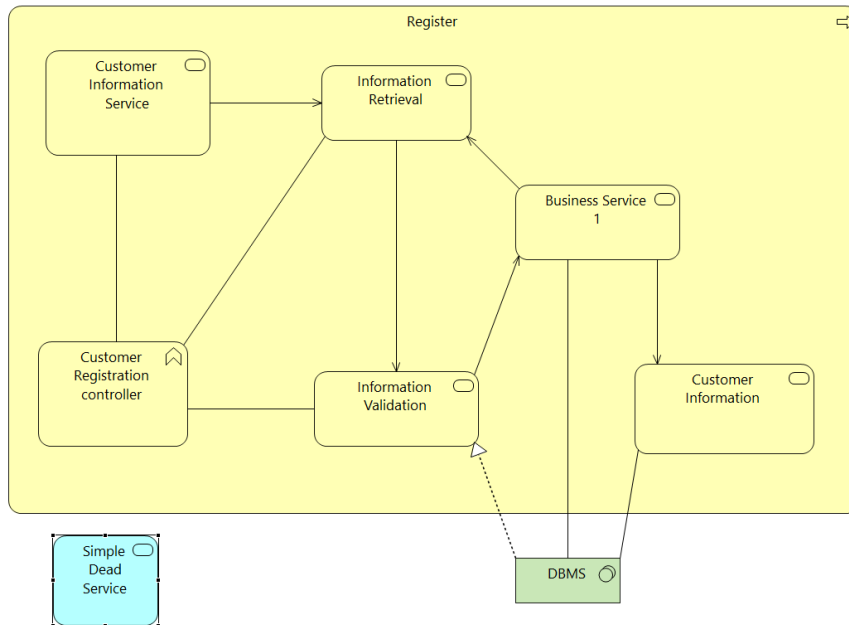 Register
Customer
Information
Service
Information
Retrieval
Business Service
1
Customer
Registration
controller
Information
Validation
Customer
Information
Simple
Dead
Service
DBMS